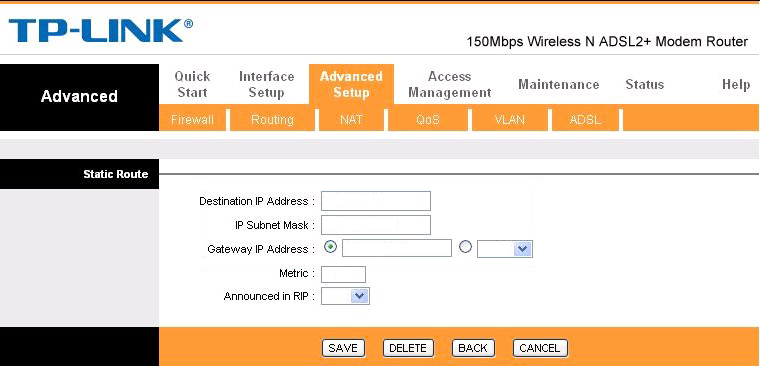 TP-LINK®
150Mbps Wireless N ADSL2+ Modem Router
Advanced
Quick Start
Interface Setup
Advanced Setup
Access Management
Maintenance
Status
Help
Firewall
Routing
NAT
QoS
VLAN
ADSL
Static Route
Destination IP Address :
IP Subnet Mask :
Gateway IP Address :
Metric :
Announced in RIP :
SAVE
DELETE
BACK
CANCEL